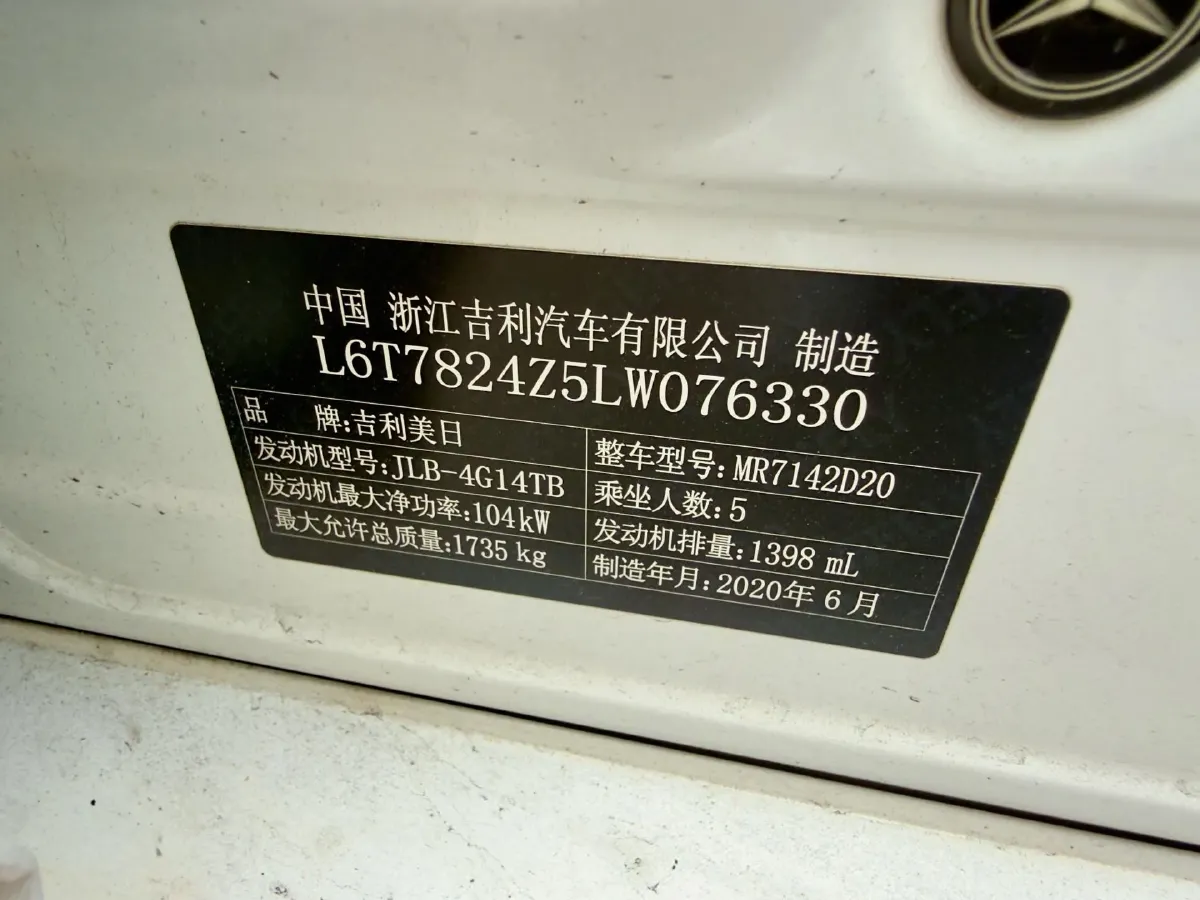 中国 浙江吉利汽车有限公司 制造
L6T7824Z5LW076330
品 牌:吉利美日
整车型号:MR7142D20
发动机型号:JLB-4G14TB
乘坐人数:5
发动机最大净功率:104kW
发动机排量:1398 mL
最大允许总质量:1735 kg
制造年月:2020年 6 月